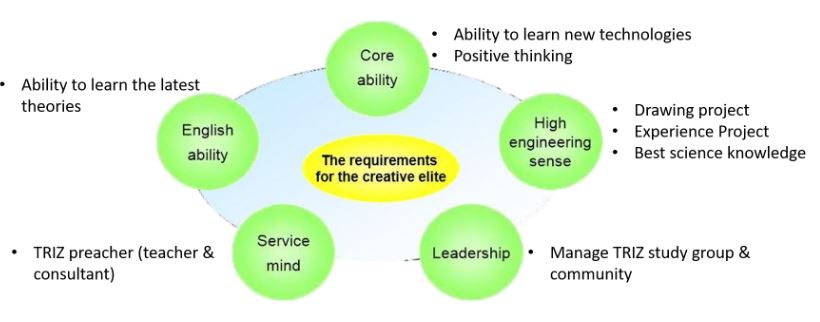 Core
ability
• Ability to learn new technologies
• Positive thinking
• Ability to learn the latest
theories
English
ability
High
engineering
sense
• Drawing project
• Experience Project
• Best science knowledge
The requirements
for the creative elite
• TRIZ preacher (teacher &
consultant)
Service
mind
Leadership
• Manage TRIZ study group &
community